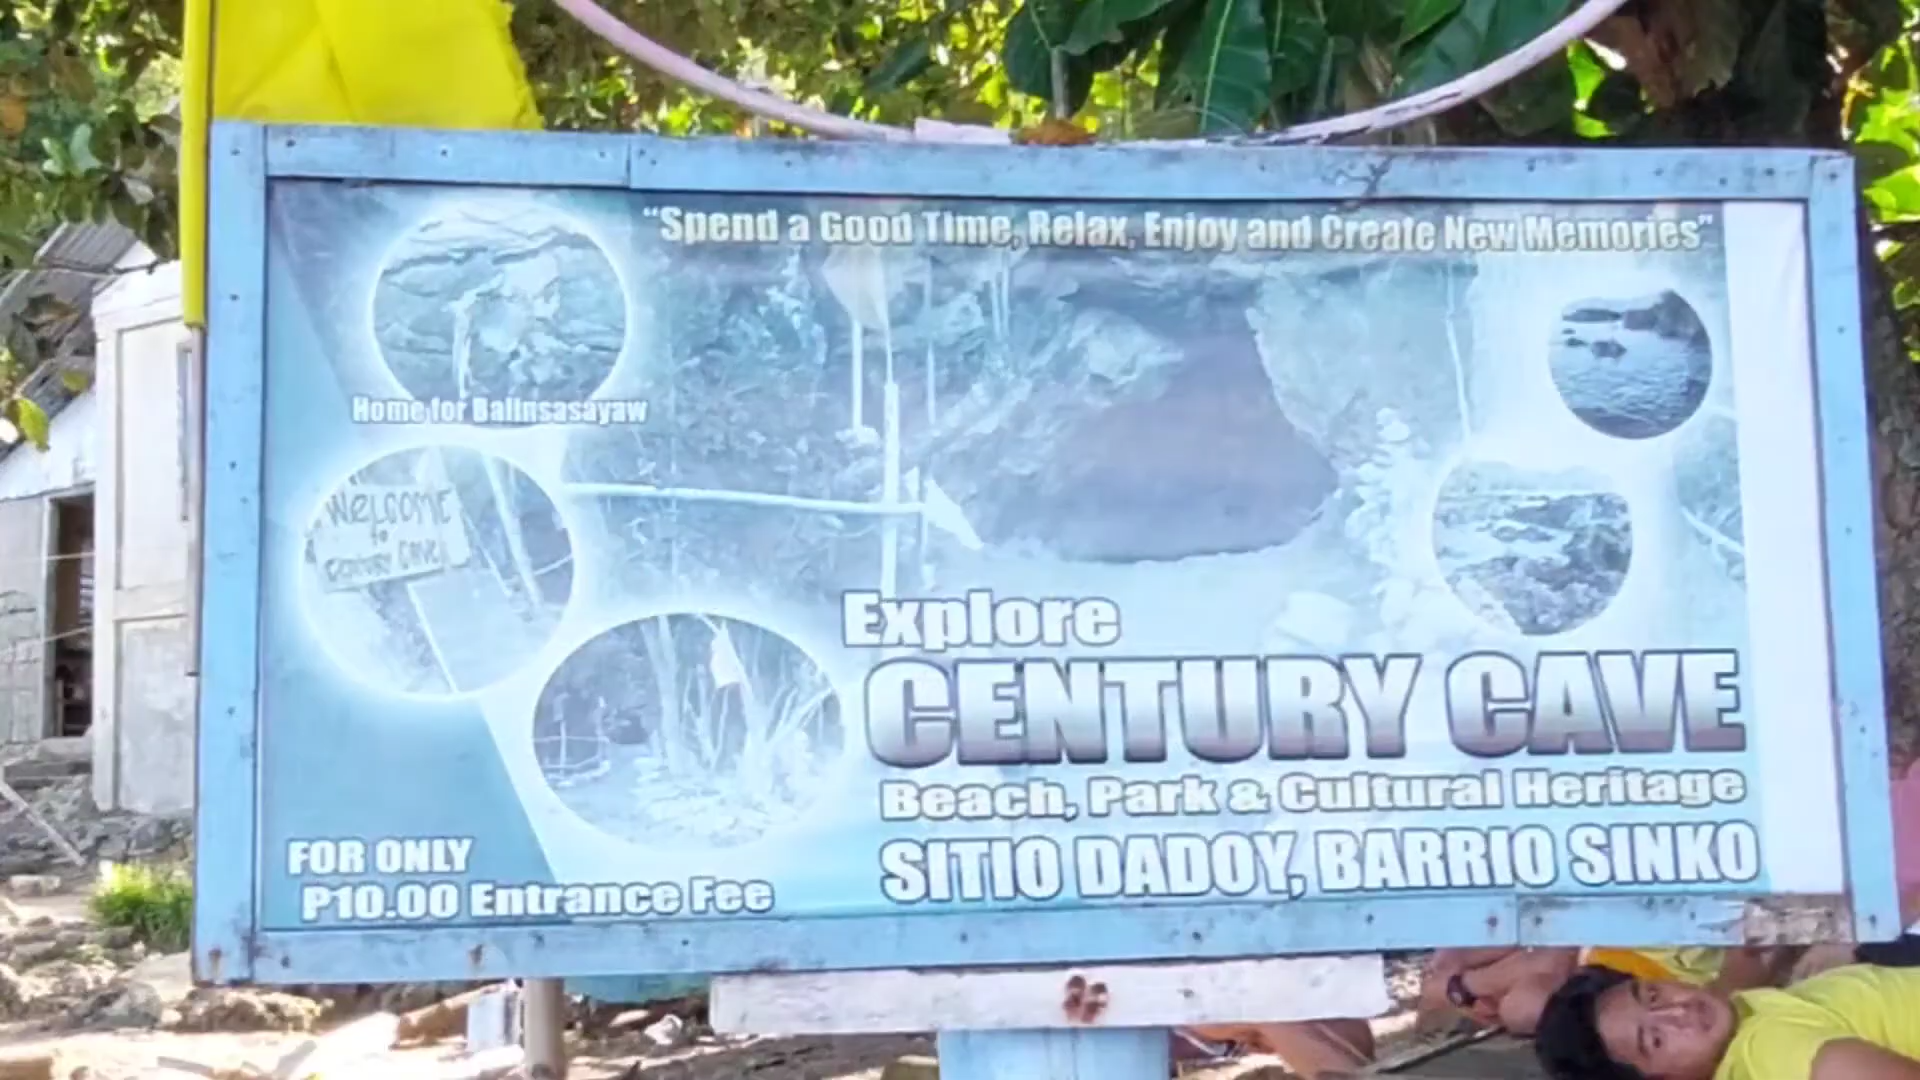 “Spend a Good Time, Relax, Enjoy and Create New Memories”
Home for Balinsasayaw
WELCOME
to
CENTURY CAVE
Explore
CENTURY CAVE
Beach, Park & Cultural Heritage
SITIO DADOY, BARRIO SINKO
FOR ONLY
P10.00 Entrance Fee